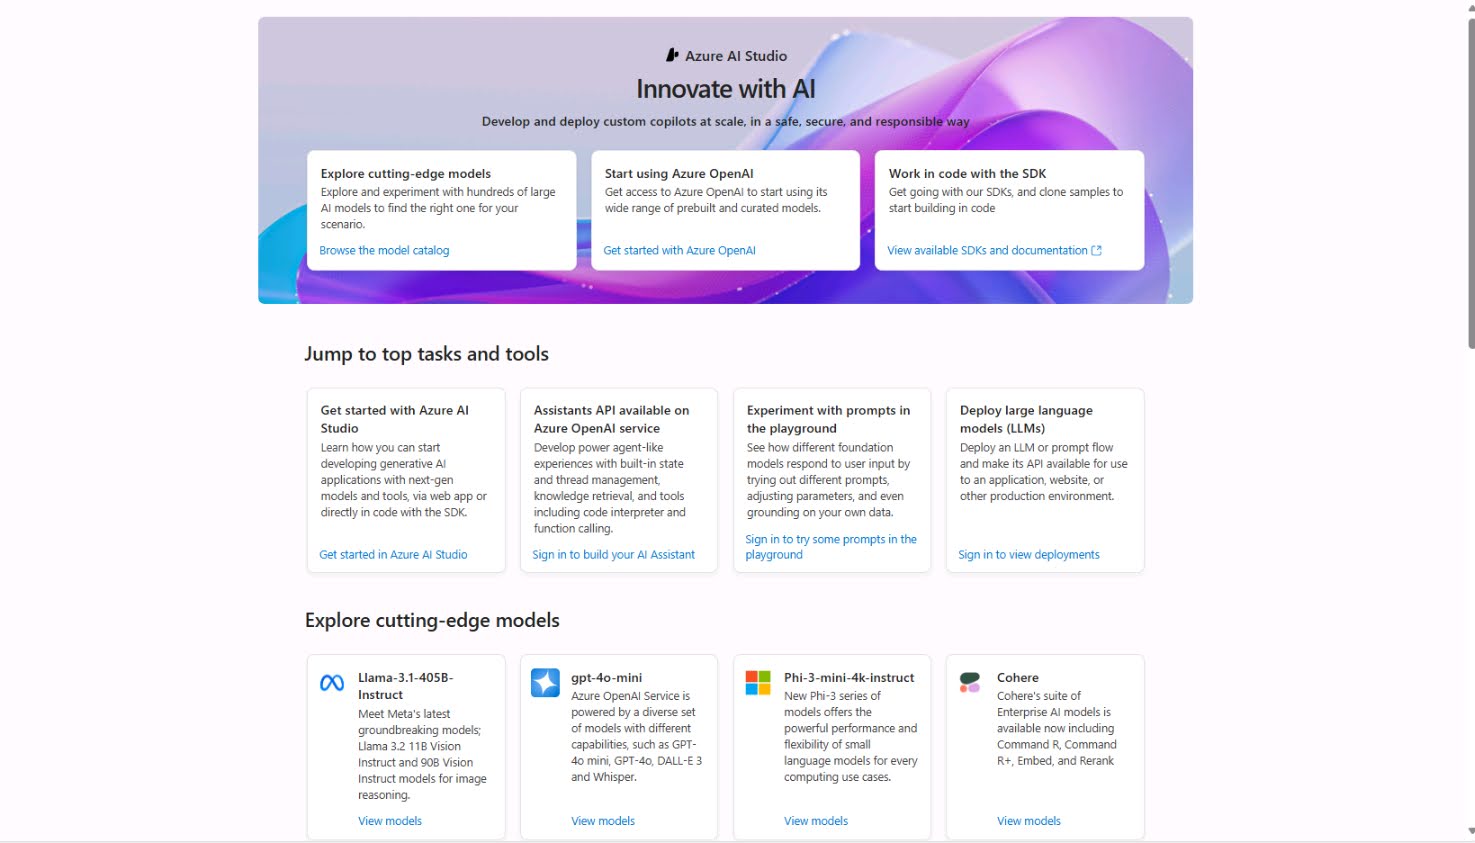 Azure AI Studio
Innovate with AI
Develop and deploy custom copilots at scale, in a safe, secure, and responsible way
Explore cutting-edge models
Explore and experiment with hundreds of large
AI models to find the right one for your
scenario.
Browse the model catalog
Start using Azure OpenAI
Get access to Azure OpenAI to start using its
wide range of prebuilt and curated models.
Get started with Azure OpenAI
Work in code with the SDK
Get going with our SDKs, and clone samples to
start building in code
View available SDKs and documentation
Jump to top tasks and tools
Get started with Azure AI
Studio
Learn how you can start
developing generative AI
applications with next-gen
models and tools, via web app or
directly in code with the SDK.
Get started in Azure AI Studio
Assistants API available on
Azure OpenAI service
Develop power agent-like
experiences with built-in state
and thread management,
knowledge retrieval, and tools
including code interpreter and
function calling.
Sign in to build your AI Assistant
Experiment with prompts in
the playground
See how different foundation
models respond to user input by
trying out different prompts,
adjusting parameters, and even
grounding on your own data.
Sign in to try some prompts in the
playground
Deploy large language
models (LLMs)
Deploy an LLM or prompt flow
and make its API available for use
to an application, website, or
other production environment.
Sign in to view deployments
Explore cutting-edge models
Llama-3.1-405B-
Instruct
Meet Meta's latest
groundbreaking models;
Llama 3.2 11B Vision
Instruct and 90B Vision
Instruct models for image
reasoning.
View models
gpt-4o-mini
Azure OpenAI Service is
powered by a diverse set
of models with different
capabilities, such as GPT-
4o mini, GPT-4o, DALL-E 3
and Whisper.
View models
Phi-3-mini-4k-instruct
New Phi-3 series of
models offers the
powerful performance and
flexibility of small
language models for every
computing use cases.
View models
Cohere
Cohere's suite of
Enterprise AI models is
available now including
Command R, Command
R+, Embed, and Rerank
View models